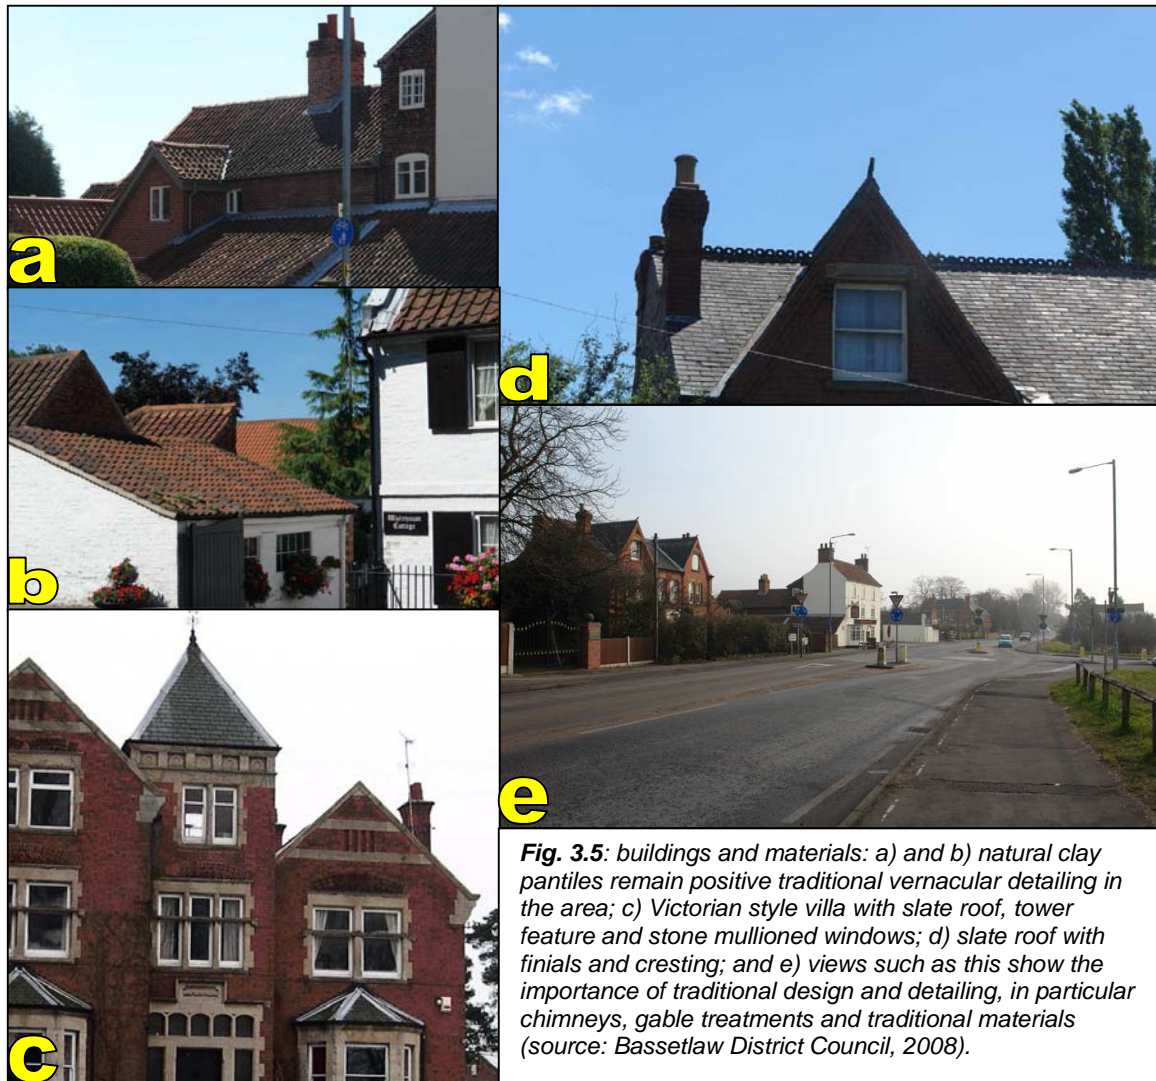 a
b
c
d
e
Whitehouse
Cottage
Fig. 3.5: buildings and materials: a) and b) natural clay
pantiles remain positive traditional vernacular detailing in
the area; c) Victorian style villa with slate roof, tower
feature and stone mullioned windows; d) slate roof with
finials and cresting; and e) views such as this show the
importance of traditional design and detailing, in particular
chimneys, gable treatments and traditional materials
(source: Bassetlaw District Council, 2008).